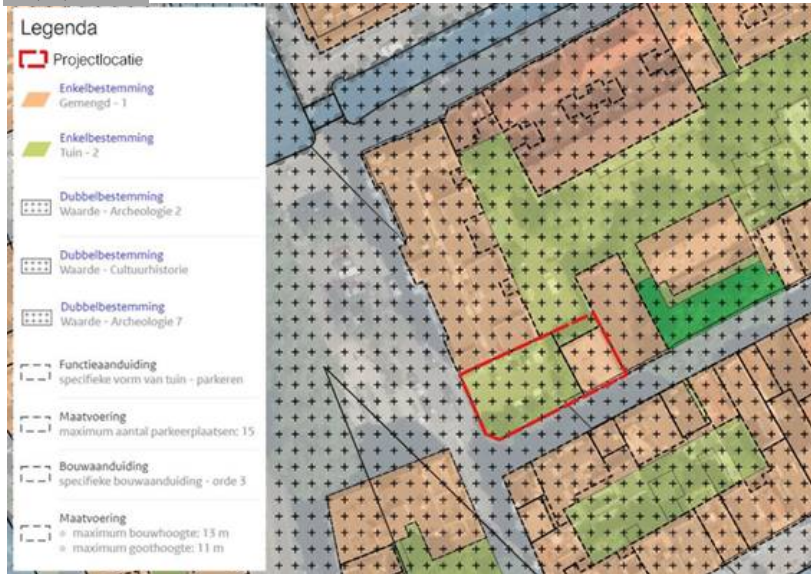 Legenda
Projectlocatie
Enkelbestemming
Gemengd - 1
Enkelbestemming
Tuin - 2
Dubbelbestemming
Waarde - Archeologie 2
Dubbelbestemming
Waarde - Cultuurhistorie
Dubbelbestemming
Waarde - Archeologie 7
Functieaanduiding
specifieke vorm van tuin - parkeren
Maatvoering
maximum aantal parkeerplaatsen: 15
Bouwaanduiding
specifieke bouwaanduiding - orde 3
Maatvoering
maximum bouwhoogte: 13 m
maximum goothoogte: 11 m